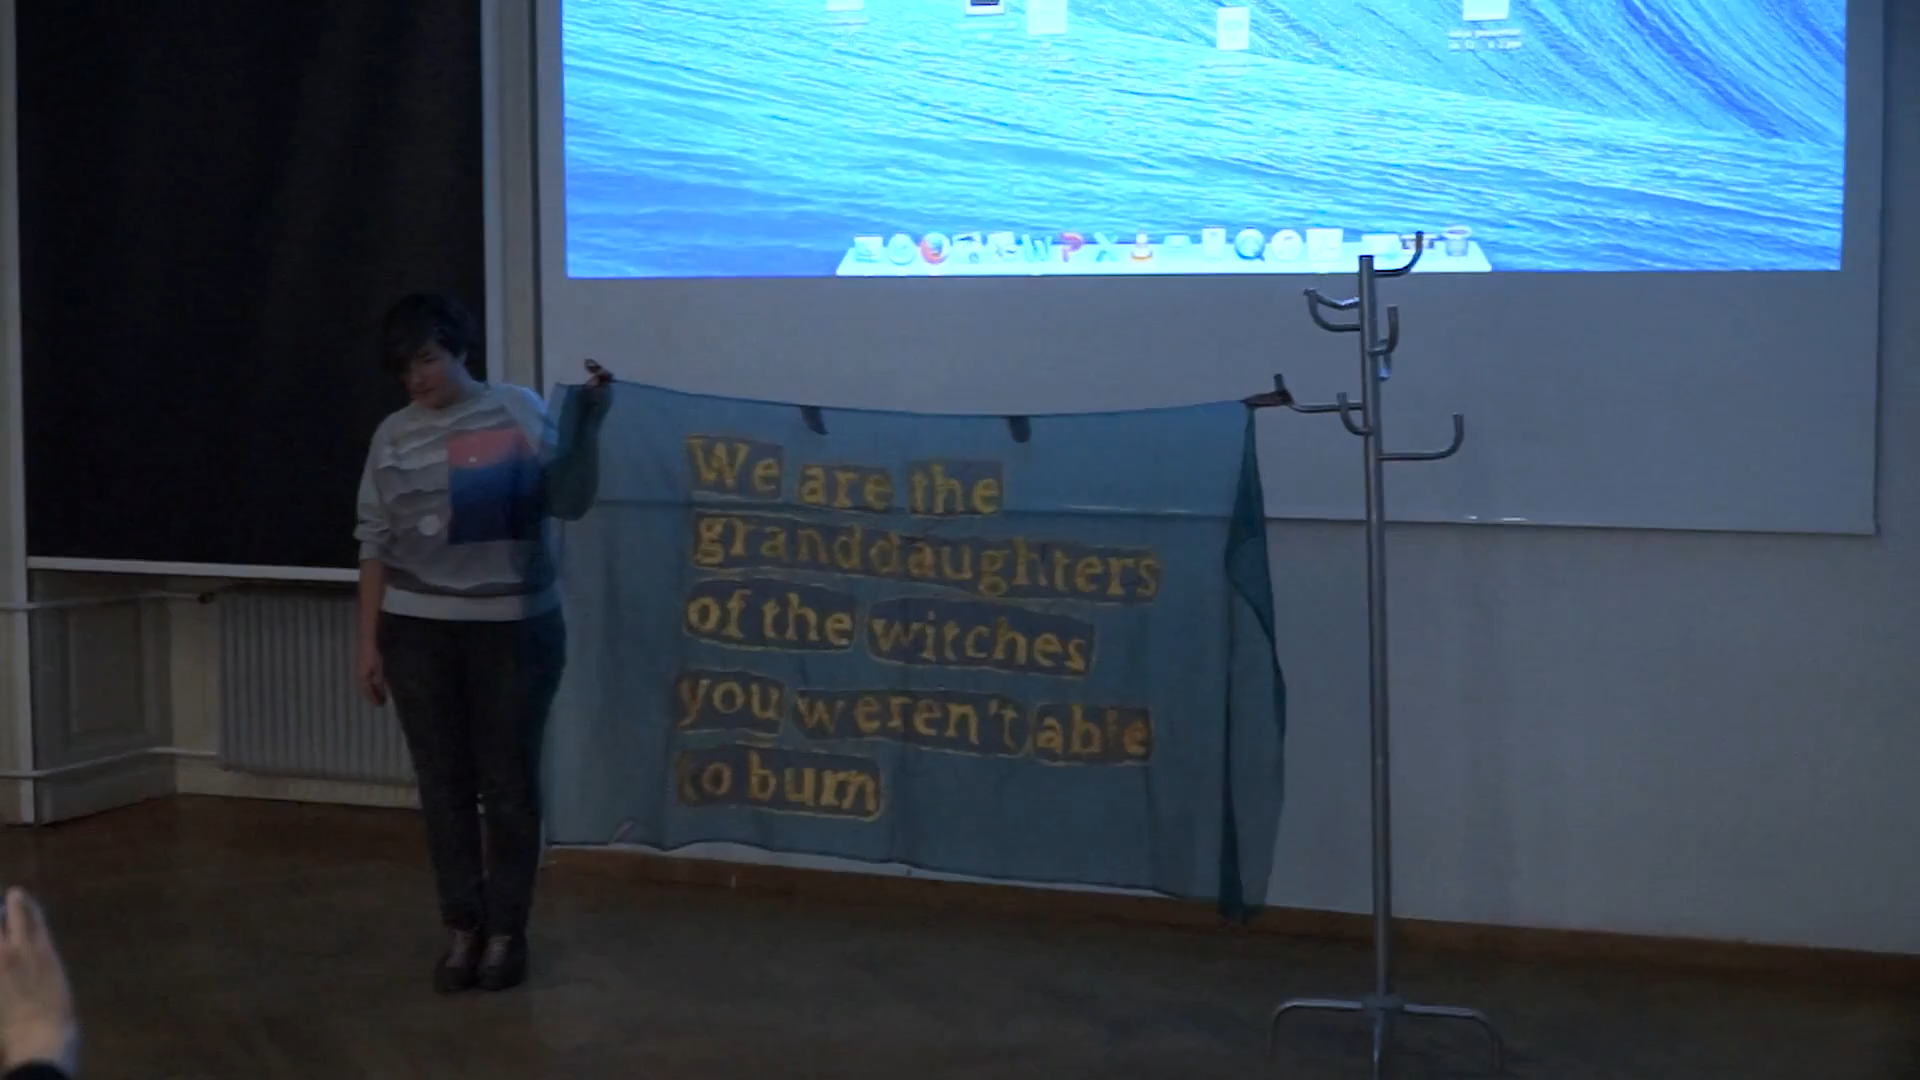 We are the
granddaughters
of the witches
you weren't able
to burn